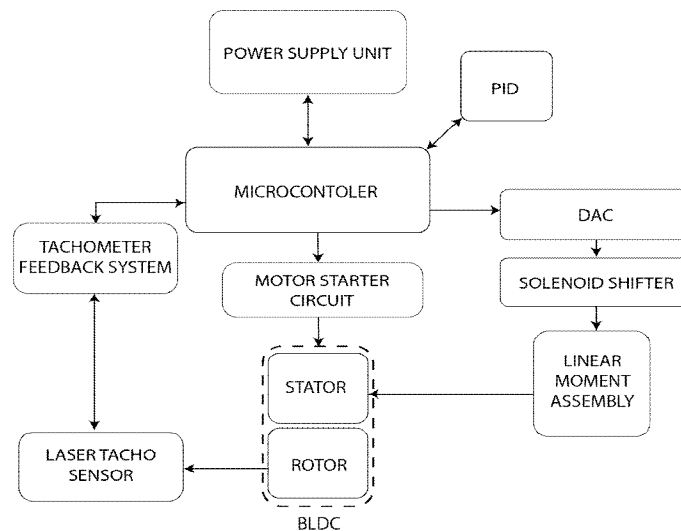 POWER SUPPLY UNIT
PID
MICROCONTOLER
DAC
TACHOMETER
FEEDBACK SYSTEM
MOTOR STARTER
CIRCUIT
SOLENOID SHIFTER
STATOR
LINEAR
MOMENT
ASSEMBLY
LASER TACHO
SENSOR
ROTOR
BLDC